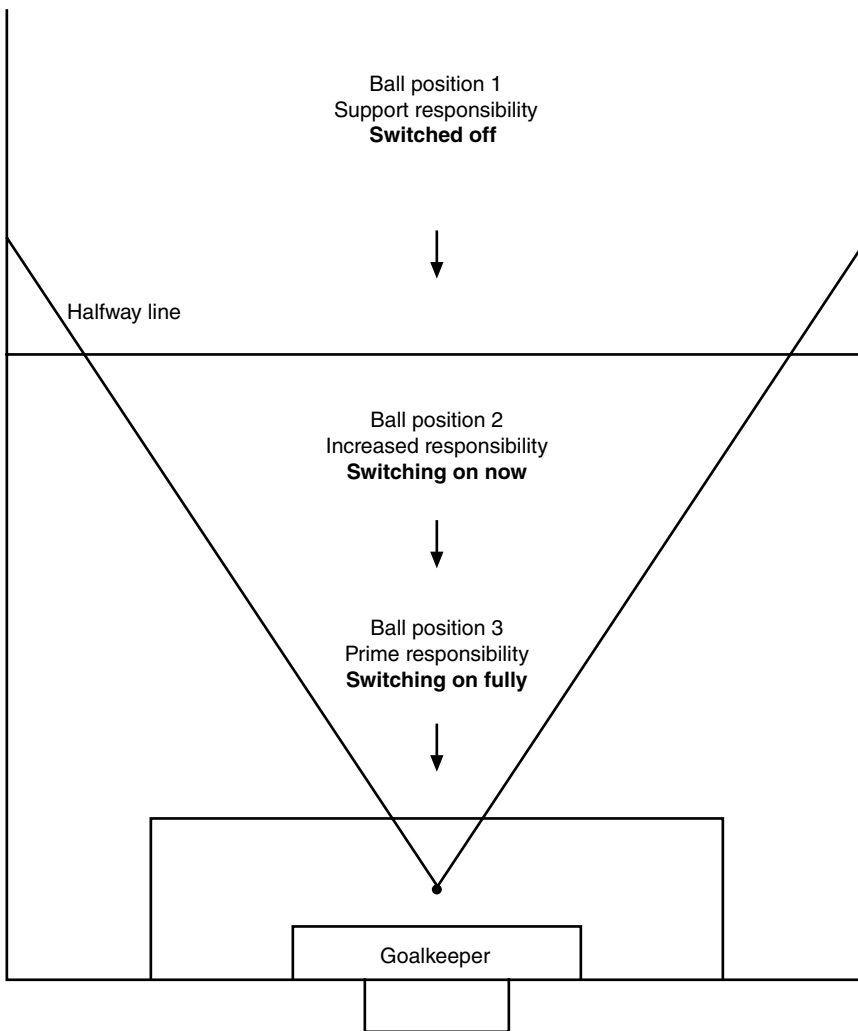 Ball position 1
Support responsibility
Switched off
Halfway line
Ball position 2
Increased responsibility
Switching on now
Ball position 3
Prime responsibility
Switching on fully
Goalkeeper